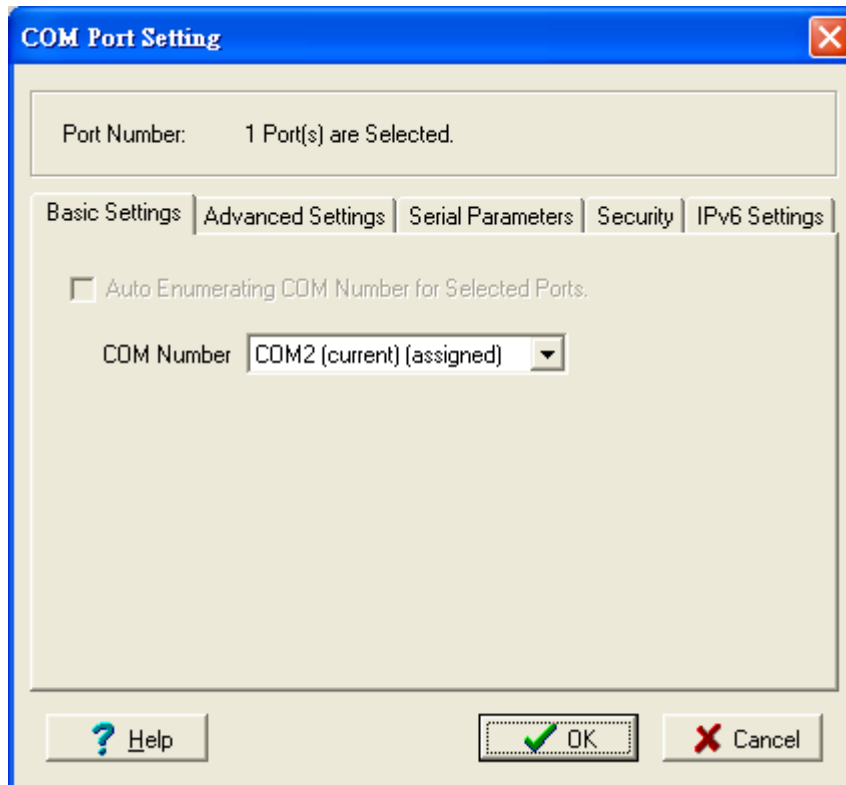 COM Port Setting
Port Number: 1 Port(s) are Selected.
Basic Settings Advanced Settings Serial Parameters Security IPv6 Settings
Auto Enumerating COM Number for Selected Ports.
COM Number COM2 (current) (assigned)
Help OK Cancel